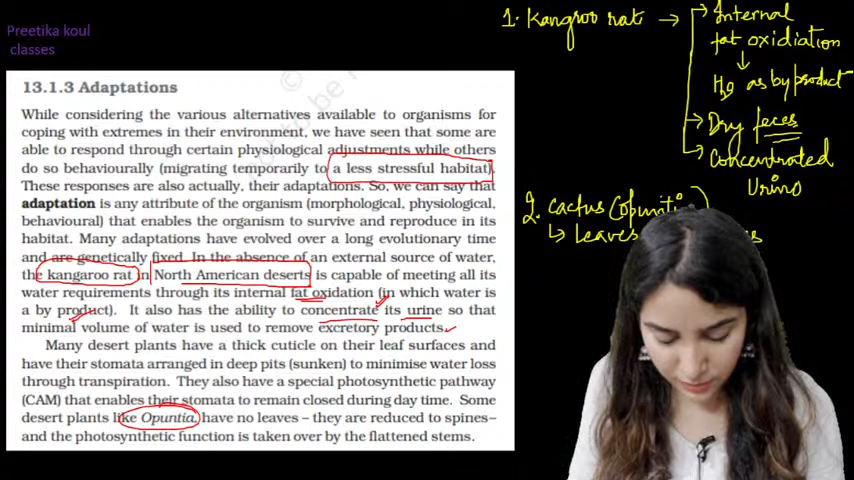 Preetika koul
classes
13.1.3 Adaptations
While considering the various alternatives available to organisms for
coping with extremes in their environment, we have seen that some are
able to respond through certain physiological adjustments while others
do so behaviourally (migrating temporarily to a less stressful habitat).
These responses are also actually, their adaptations. So, we can say that
adaptation is any attribute of the organism (morphological, physiological,
behavioural) that enables the organism to survive and reproduce in its
habitat. Many adaptations have evolved over a long evolutionary time
and are genetically fixed. In the absence of an external source of water,
the kangaroo rat in North American deserts is capable of meeting all its
water requirements through its internal fat oxidation (in which water is
a by product). It also has the ability to concentrate its urine so that
minimal volume of water is used to remove excretory products.
Many desert plants have a thick cuticle on their leaf surfaces and
have their stomata arranged in deep pits (sunken) to minimise water loss
through transpiration. They also have a special photosynthetic pathway
(CAM) that enables their stomata to remain closed during day time. Some
desert plants like Opuntia, have no leaves – they are reduced to spines–
and the photosynthetic function is taken over by the flattened stems.
1. Kangroo rat → Internal
fat oxidiation
↓
as by product
→ Dry feces
→ Concentrated
Urine
2. cactus (opuntia)
↳ leaves